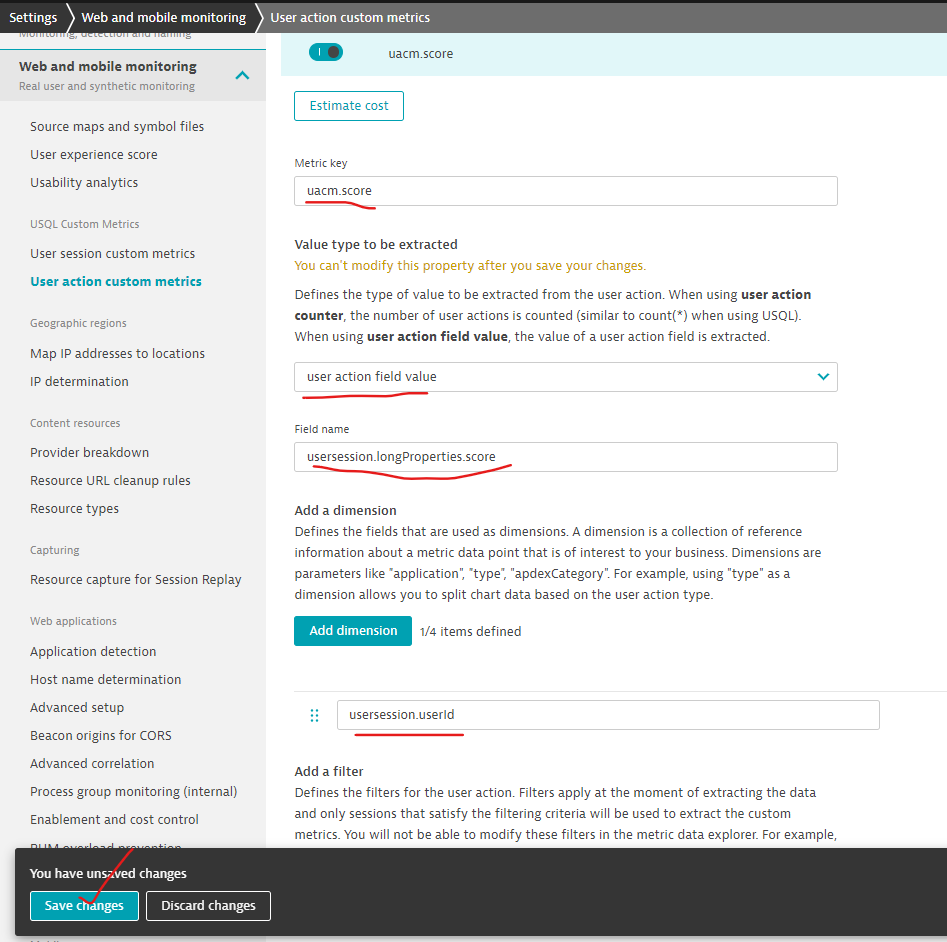 Settings
Web and mobile monitoring
User action custom metrics
Monitoring, detection and naming
Web and mobile monitoring
Real user and synthetic monitoring
Source maps and symbol files
User experience score
Usability analytics
USQL Custom Metrics
User session custom metrics
User action custom metrics
Geographic regions
Map IP addresses to locations
IP determination
Content resources
Provider breakdown
Resource URL cleanup rules
Resource types
Capturing
Resource capture for Session Replay
Web applications
Application detection
Host name determination
Advanced setup
Beacon origins for CORS
Advanced correlation
Process group monitoring (internal)
Enablement and cost control
RUM overload prevention
uacm.score
Estimate cost
Metric key
uacm.score
Value type to be extracted
You can't modify this property after you save your changes.
Defines the type of value to be extracted from the user action. When using user action
counter, the number of user actions is counted (similar to count(*) when using USQL).
When using user action field value, the value of a user action field is extracted.
user action field value
Field name
usersession.longProperties.score
Add a dimension
Defines the fields that are used as dimensions. A dimension is a collection of reference
information about a metric data point that is of interest to your business. Dimensions are
parameters like "application", "type", "apdexCategory". For example, using "type" as a
dimension allows you to split chart data based on the user action type.
Add dimension
1/4 items defined
usersession.userId
Add a filter
Defines the filters for the user action. Filters apply at the moment of extracting the data
and only sessions that satisfy the filtering criteria will be used to extract the custom
metrics. You will not be able to modify these filters in the metric data explorer. For example,
You have unsaved changes
Save changes
Discard changes